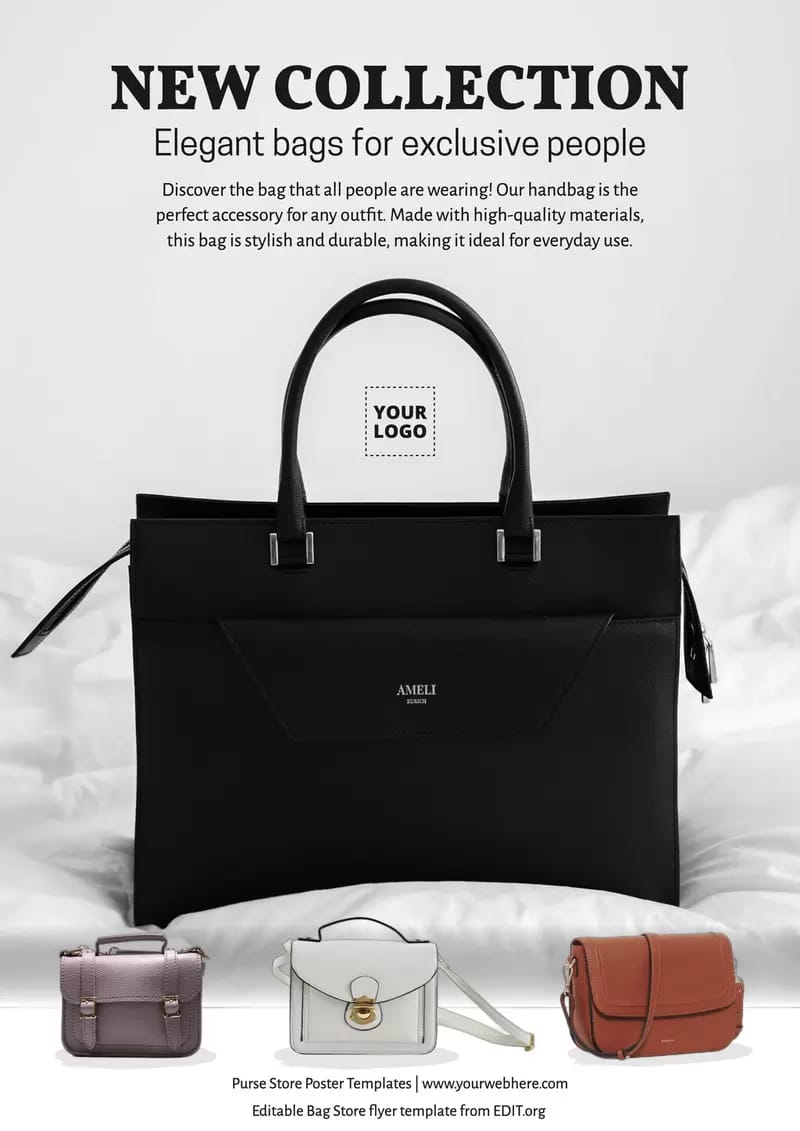 NEW COLLECTION
Elegant bags for exclusive people
Discover the bag that all people are wearing! Our handbag is the
perfect accessory for any outfit. Made with high-quality materials,
this bag is stylish and durable, making it ideal for everyday use.
YOUR
LOGO
AMELI
ZURICH
Purse Store Poster Templates | www.yourwebhere.com
Editable Bag Store flyer template from EDIT.org